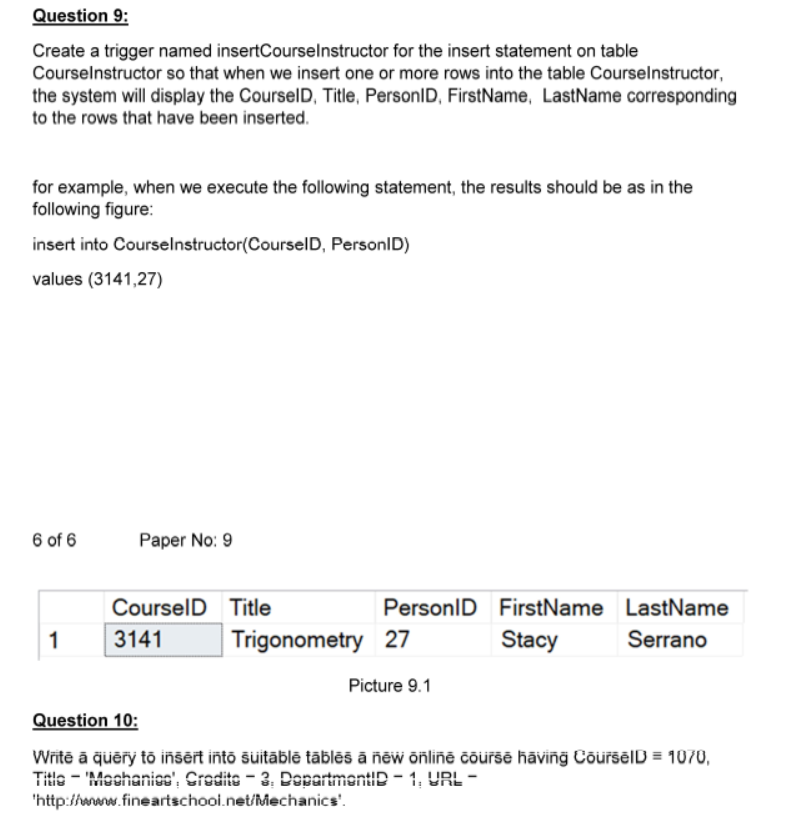 Question 9:
Create a trigger named insertCourseInstructor for the insert statement on table
CourseInstructor so that when we insert one or more rows into the table CourseInstructor,
the system will display the CourseID, Title, PersonID, FirstName, LastName corresponding
to the rows that have been inserted.
for example, when we execute the following statement, the results should be as in the
following figure:
insert into CourseInstructor(CourseID, PersonID)
values (3141,27)
6 of 6 Paper No: 9
CourseID Title PersonID FirstName LastName
1 3141 Trigonometry 27 Stacy Serrano
Picture 9.1
Question 10:
Write a query to insert into suitable tables a new online course having CourseID = 1070,
Title = 'Mechanics', Credits = 3, DepartmentID = 1, URL =
'http://www.fineartschool.net/Mechanics'.